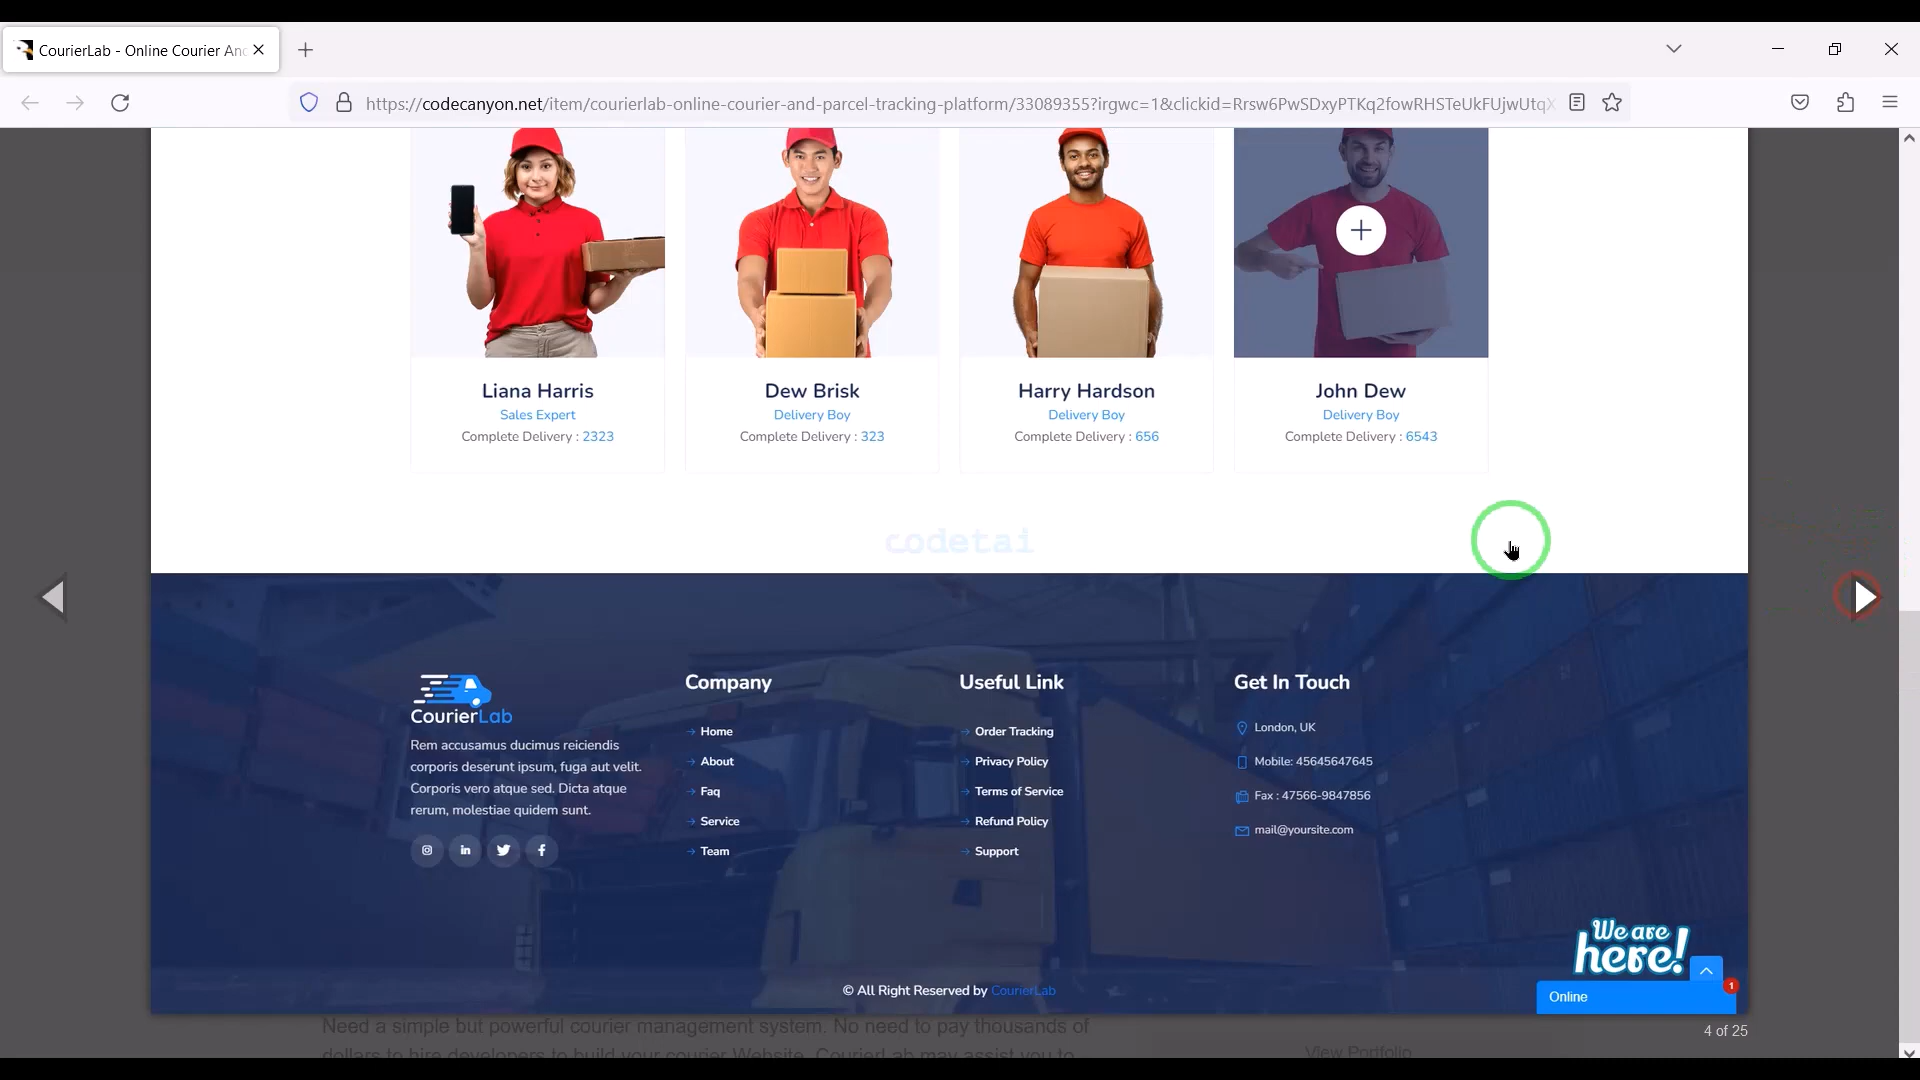 CourierLab - Online Courier And
https://codecanyon.net/item/courierlab-online-courier-and-parcel-tracking-platform/33089355?irgwc=1&clickid=Rrsw6PwSDxyPTKq2fowRHSTeUkFUjwUtqX
Liana Harris
Sales Expert
Complete Delivery : 2323
Dew Brisk
Delivery Boy
Complete Delivery : 323
Harry Hardson
Delivery Boy
Complete Delivery : 656
John Dew
Delivery Boy
Complete Delivery : 6543
codetai
CourierLab
Rem accusamus ducimus reiciendis
corporis deserunt ipsum, fuga aut velit.
Corporis vero atque sed. Dicta atque
rerum, molestiae quidem sunt.
Company
Home
About
Faq
Service
Team
Useful Link
Order Tracking
Privacy Policy
Terms of Service
Refund Policy
Support
Get In Touch
London, UK
Mobile: 45645647645
Fax : 47566-9847856
mail@yoursite.com
We are
here!
1
Online
© All Right Reserved by CourierLab
4 of 25
Need a simple but powerful courier management system. No need to pay thousands of
dollars to hire developers to build your courier Website. CourierLab may assist you to
View Portfolio